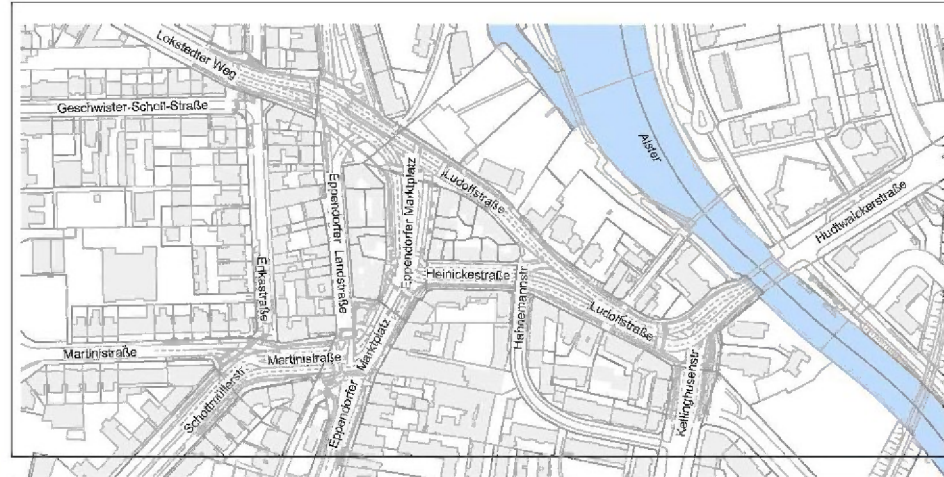 Lokstedter Weg
Geschwister-Scholl-Straße
Alster
Ludolfstraße
Eppendorfer Marktplatz
Eppendorfer Landstraße
Hudtwalckerstraße
Erikastraße
Heinickestraße
Hahnemannstr
Ludolfstraße
Martinistraße
Martinistraße
Marktplatz
Eppendorfer
Schottmüllerstr
Kellinghusenstr